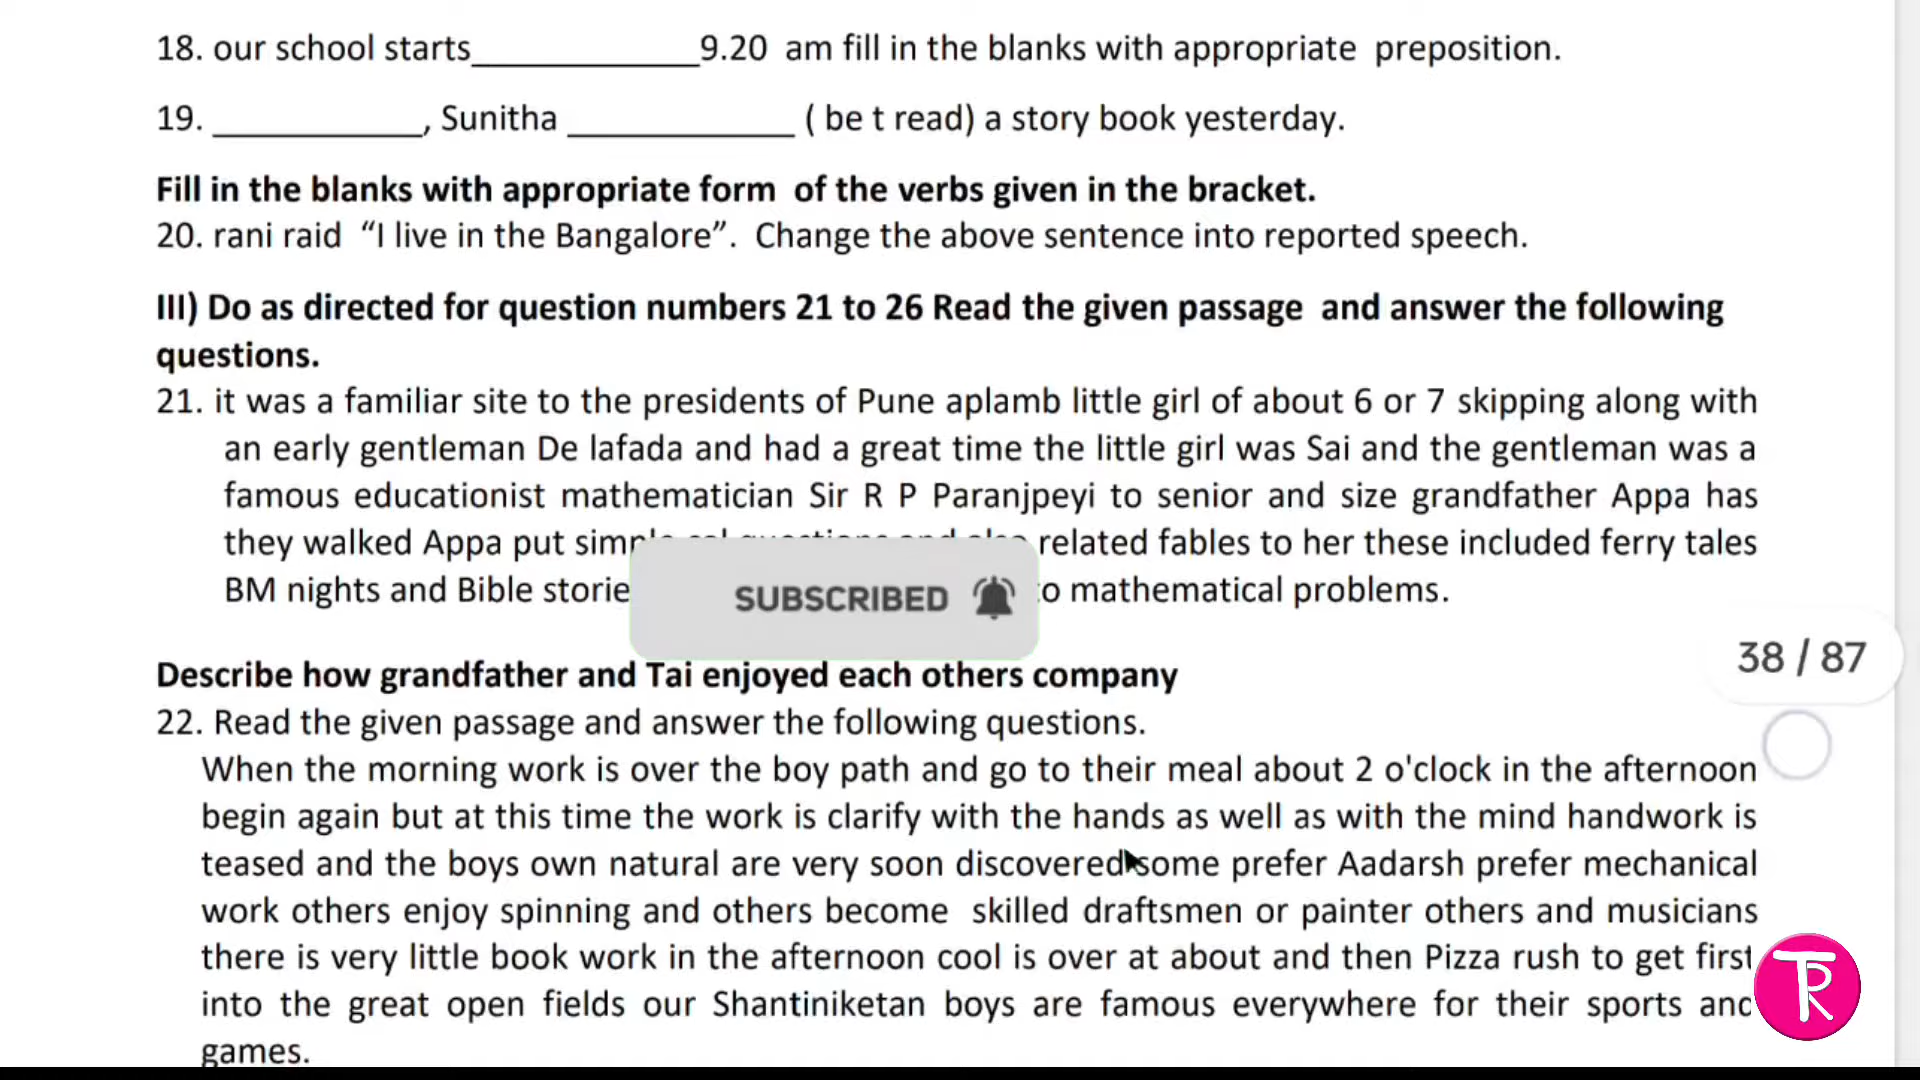 18. our school starts____________9.20 am fill in the blanks with appropriate preposition.
19. ___________, Sunitha ____________ ( be t read) a story book yesterday.
Fill in the blanks with appropriate form of the verbs given in the bracket.
20. rani raid “I live in the Bangalore”. Change the above sentence into reported speech.
III) Do as directed for question numbers 21 to 26 Read the given passage and answer the following
questions.
21. it was a familiar site to the presidents of Pune aplamb little girl of about 6 or 7 skipping along with
an early gentleman De lafada and had a great time the little girl was Sai and the gentleman was a
famous educationist mathematician Sir R P Paranjpeyi to senior and size grandfather Appa has
they walked Appa put related fables to her these included ferry tales
BM nights and Bible mathematical problems.
SUBSCRIBED
38 / 87
Describe how grandfather and Tai enjoyed each others company
22. Read the given passage and answer the following questions.
When the morning work is over the boy path and go to their meal about 2 o'clock in the afternoon
begin again but at this time the work is clarify with the hands as well as with the mind handwork is
teased and the boys own natural are very soon discovered some prefer Aadarsh prefer mechanical
work others enjoy spinning and others become skilled draftsmen or painter others and musicians
there is very little book work in the afternoon cool is over at about and then Pizza rush to get first
into the great open fields our Shantiniketan boys are famous everywhere for their sports and
games.
TR